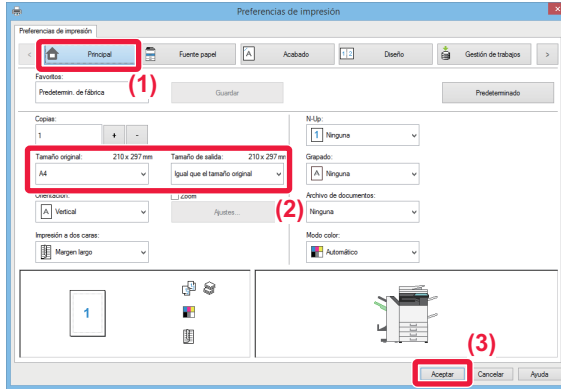 Preferencias de impresión
Preferencias de impresión
Principal
Fuente papel
Acabado
Diseño
Gestión de trabajos
(1)
Favoritos:
Predetermin. de fábrica
Guardar
Predeterminado
Copias:
1
+ -
N-Up:
1 Ninguna
Tamaño original: 210 x 297 mm
Tamaño de salida: 210 x 297 mm
A4
Igual que el tamaño original
Grapado:
A Ninguna
(2)
Orientación:
Zoom
Archivo de documentos:
A Vertical
Ajustes...
Ninguna
Impresión a dos caras:
Modo color:
Margen largo
Automático
1
(3)
Aceptar
Cancelar
Ayuda